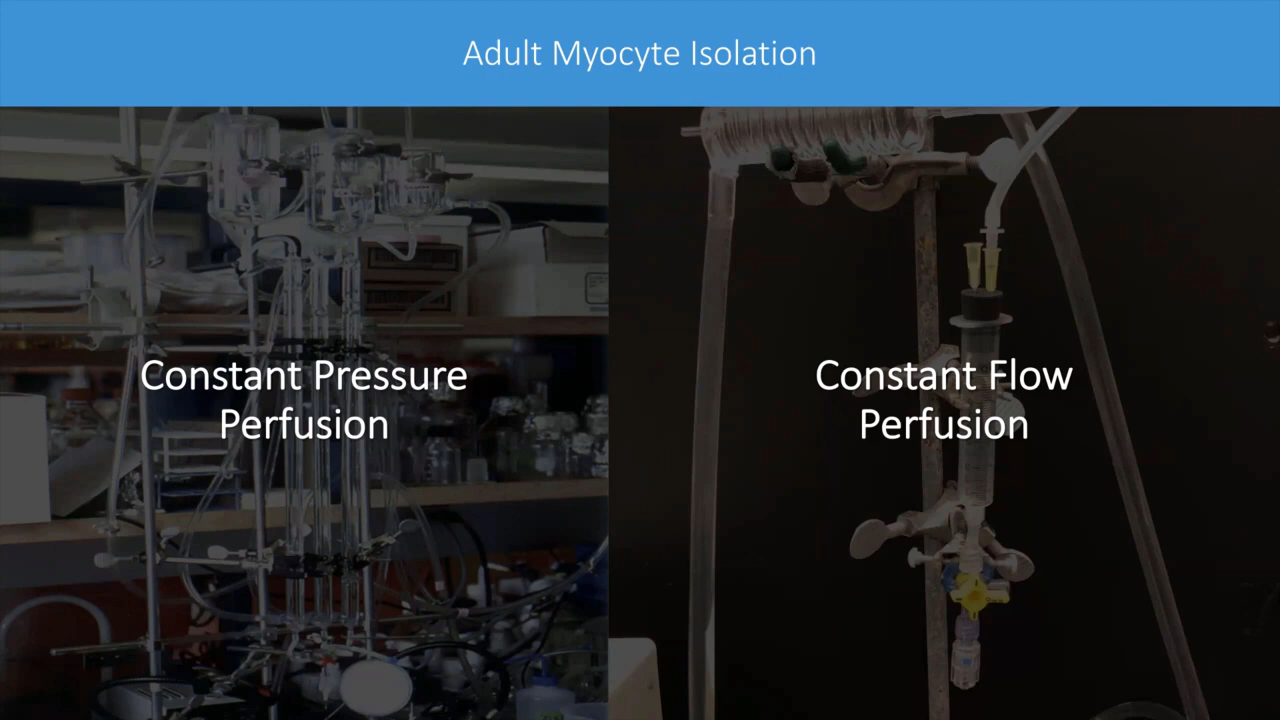 Adult Myocyte Isolation
Constant Pressure
Perfusion
Constant Flow
Perfusion